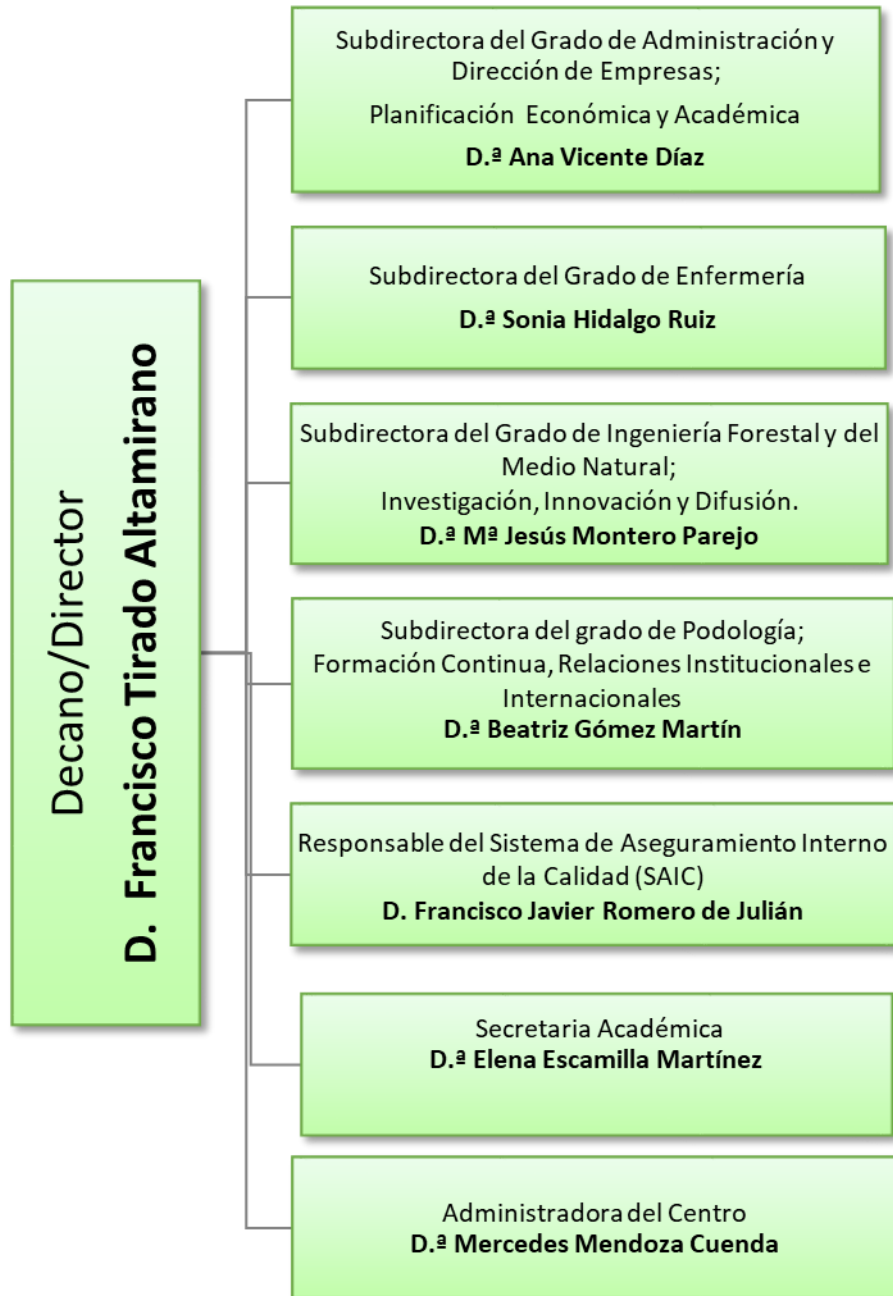 Decano/Director
D. Francisco Tirado Altamirano
Subdirectora del Grado de Administración y
Dirección de Empresas;
Planificación Económica y Académica
D.ª Ana Vicente Díaz
Subdirectora del Grado de Enfermería
D.ª Sonia Hidalgo Ruiz
Subdirectora del Grado de Ingeniería Forestal y del
Medio Natural;
Investigación, Innovación y Difusión.
D.ª Mª Jesús Montero Parejo
Subdirectora del grado de Podología;
Formación Continua, Relaciones Institucionales e
Internacionales
D.ª Beatriz Gómez Martín
Responsable del Sistema de Aseguramiento Interno
de la Calidad (SAIC)
D. Francisco Javier Romero de Julián
Secretaria Académica
D.ª Elena Escamilla Martínez
Administradora del Centro
D.ª Mercedes Mendoza Cuenda